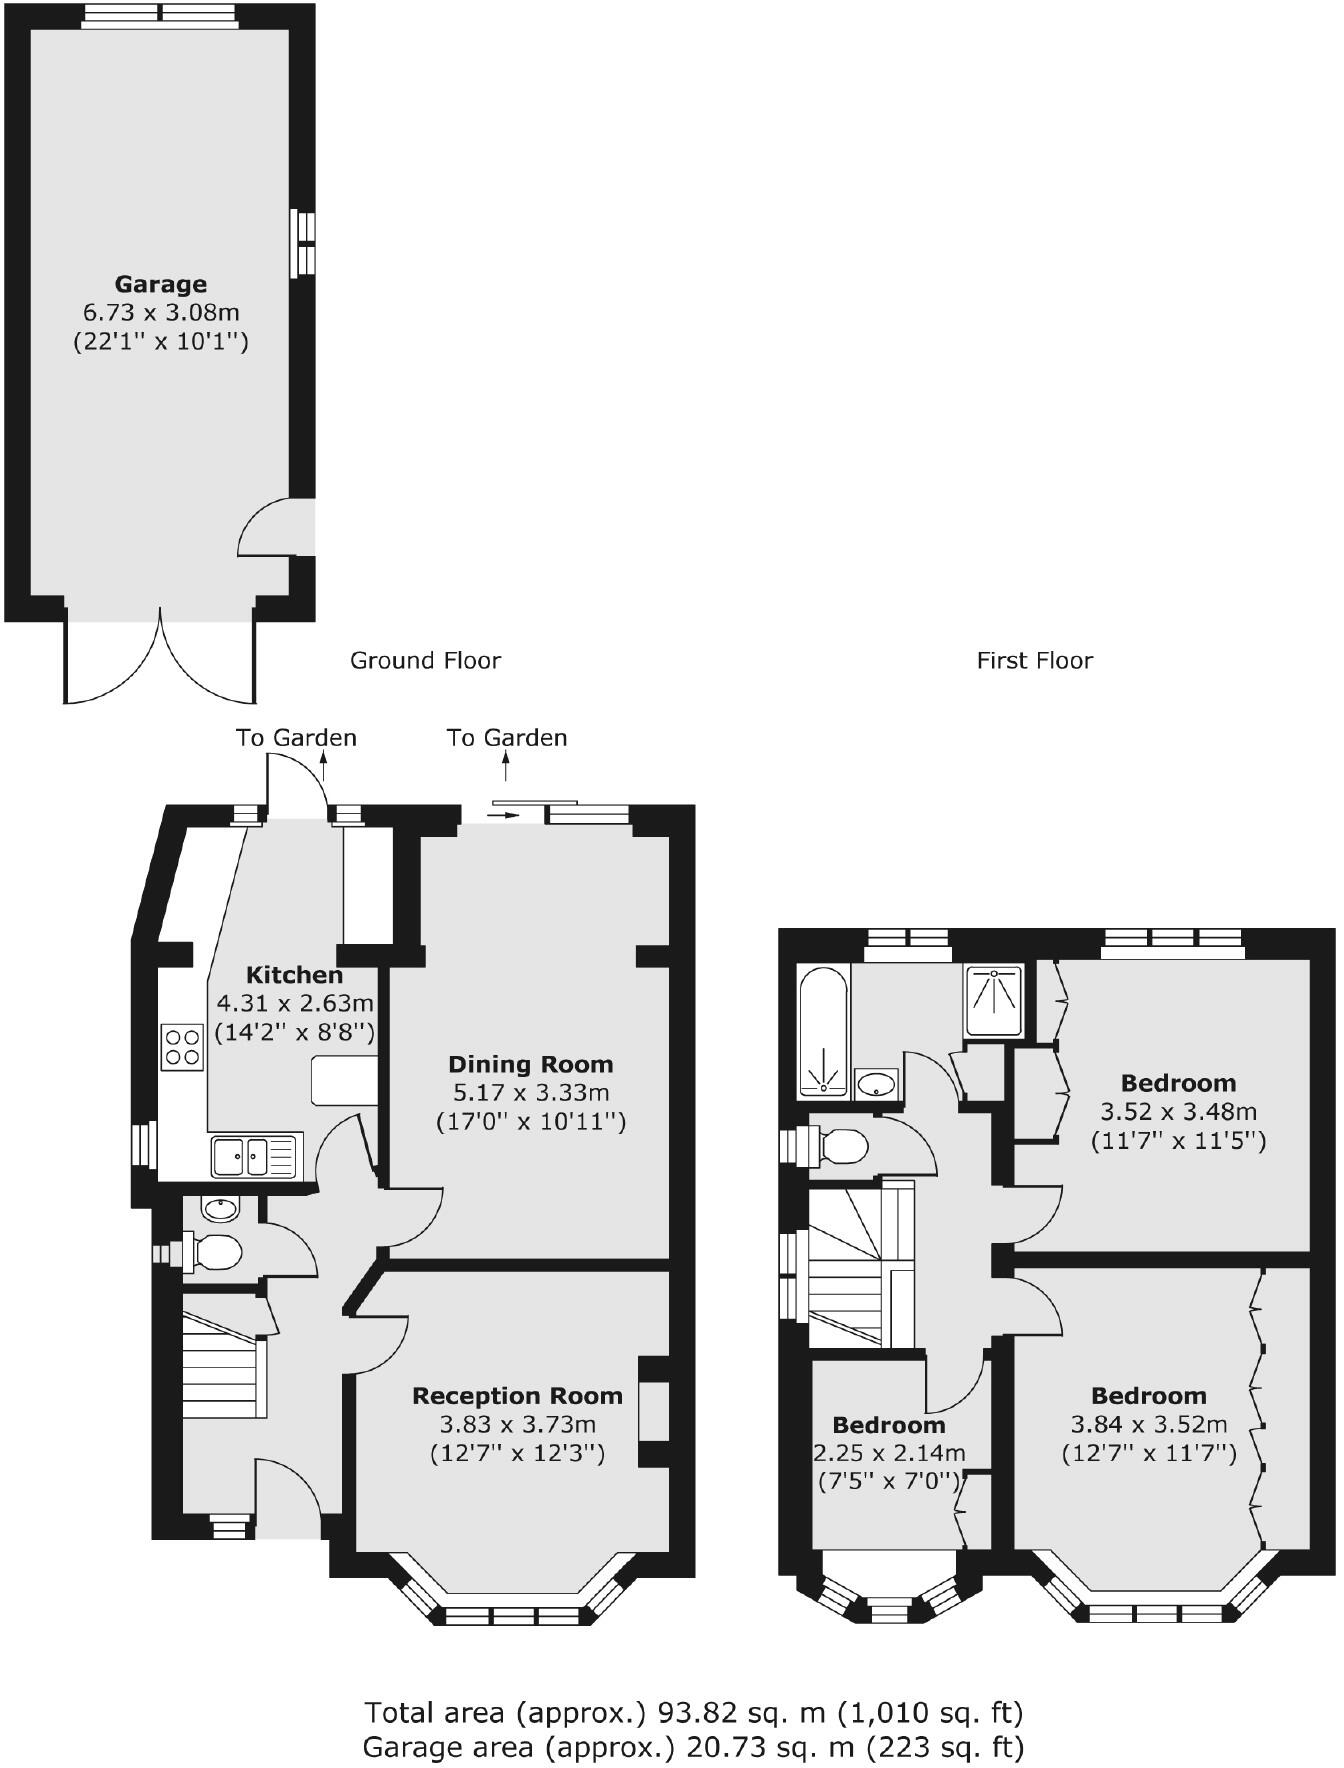 Garage
6.73 x 3.08m
(22'1" x 10'1")
Ground Floor
First Floor
To Garden
To Garden
Kitchen
4.31 x 2.63m
(14'2" x 8'8")
Dining Room
5.17 x 3.33m
(17'0" x 10'11")
Bedroom
3.52 x 3.48m
(11'7" x 11'5")
Reception Room
3.83 x 3.73m
(12'7" x 12'3")
Bedroom
2.25 x 2.14m
(7'5" x 7'0")
Bedroom
3.84 x 3.52m
(12'7" x 11'7")
Total area (approx.) 93.82 sq. m (1,010 sq. ft)
Garage area (approx.) 20.73 sq. m (223 sq. ft)